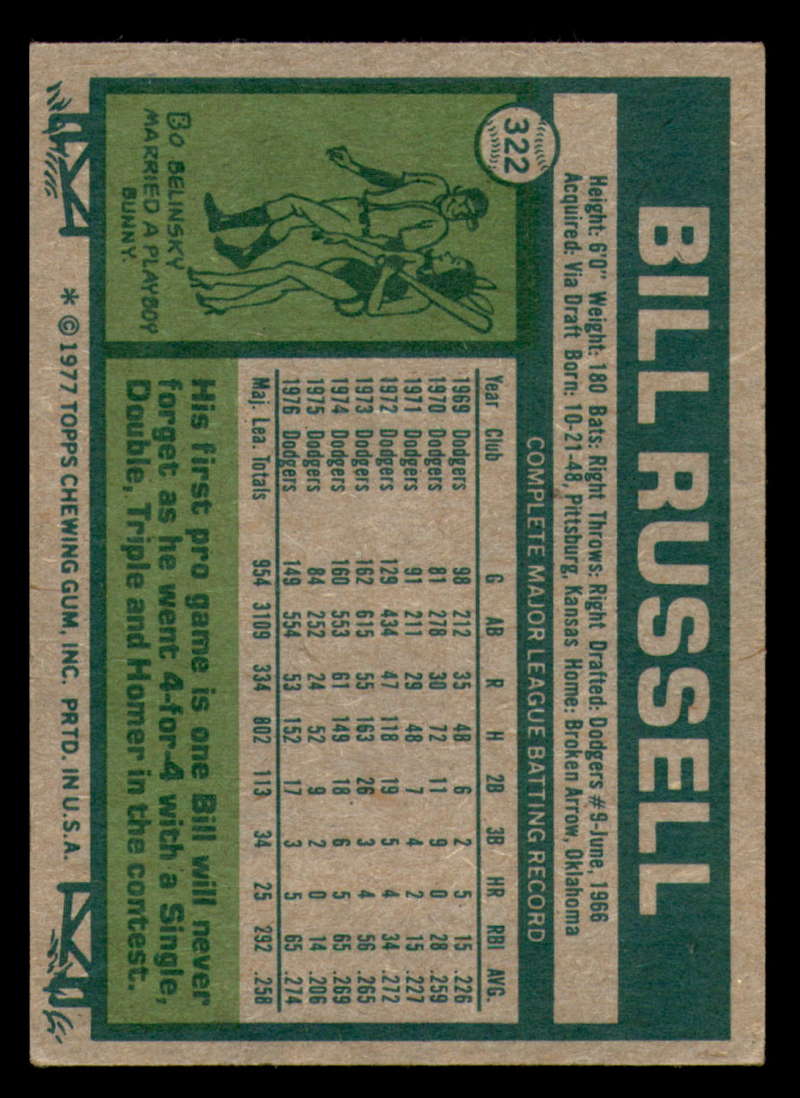 BILL RUSSELL
322
Height: 6'0" Weight: 180 Bats: Right Throws: Right Drafted: Dodgers #9-June, 1966
Acquired: Via Draft Born: 10-21-48, Pittsburg, Kansas Home: Broken Arrow, Oklahoma
COMPLETE MAJOR LEAGUE BATTING RECORD
Year Club G AB R H 2B 3B HR RBI AVG.
1969 Dodgers 98 212 35 48 6 2 5 15 .226
1970 Dodgers 81 278 30 72 11 9 0 28 .259
1971 Dodgers 91 211 29 48 7 4 2 15 .227
1972 Dodgers 129 434 47 118 19 5 4 34 .272
1973 Dodgers 162 615 55 163 26 3 4 56 .265
1974 Dodgers 160 553 61 149 18 6 5 65 .269
1975 Dodgers 84 252 24 52 9 2 0 14 .206
1976 Dodgers 149 554 53 152 17 3 5 65 .274
Maj. Lea. Totals 954 3109 334 802 113 34 25 292 .258
BO BELINSKY
MARRIED A PLAYBOY
BUNNY.
His first pro game is one Bill will never
forget as he went 4-for-4 with a Single,
Double, Triple and Homer in the contest.
* © 1977 TOPPS CHEWING GUM, INC. PRTD. IN U.S.A.